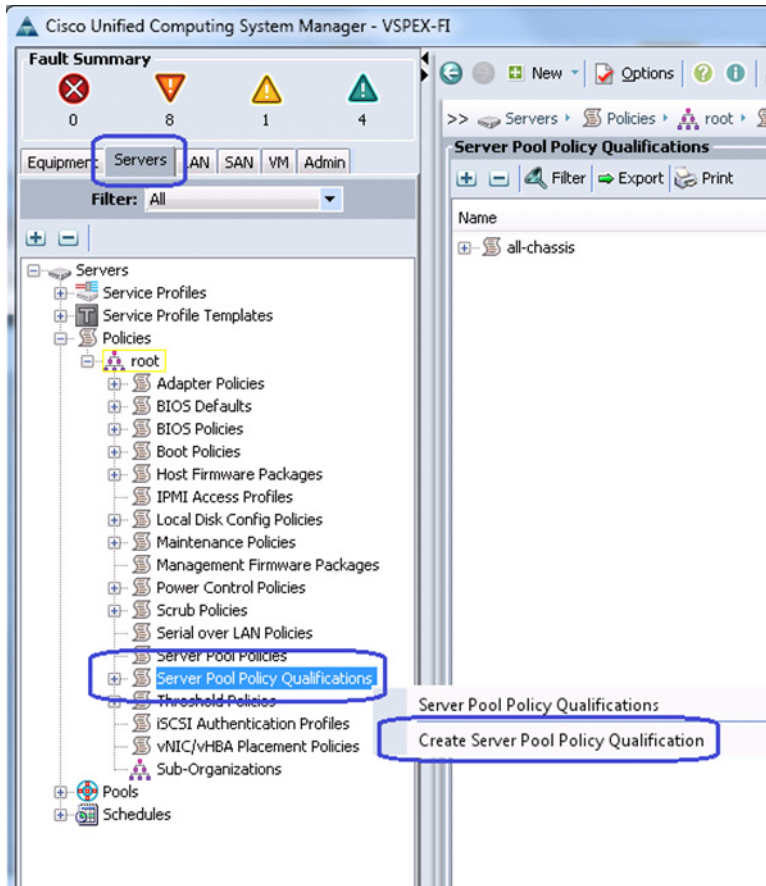 Cisco Unified Computing System Manager - VSPEX-FI
Fault Summary
0 8 1 4
Equipment Servers LAN SAN VM Admin
Filter: All
Servers
Service Profiles
Service Profile Templates
Policies
root
Adapter Policies
BIOS Defaults
BIOS Policies
Boot Policies
Host Firmware Packages
IPMI Access Profiles
Local Disk Config Policies
Maintenance Policies
Management Firmware Packages
Power Control Policies
Scrub Policies
Serial over LAN Policies
Server Pool Policies
Server Pool Policy Qualifications
Threshold Policies
iSCSI Authentication Profiles
vNIC/vHBA Placement Policies
Sub-Organizations
Pools
Schedules
New Options
>> Servers Policies root
Server Pool Policy Qualifications
Filter Export Print
Name
all-chassis
Server Pool Policy Qualifications
Create Server Pool Policy Qualification